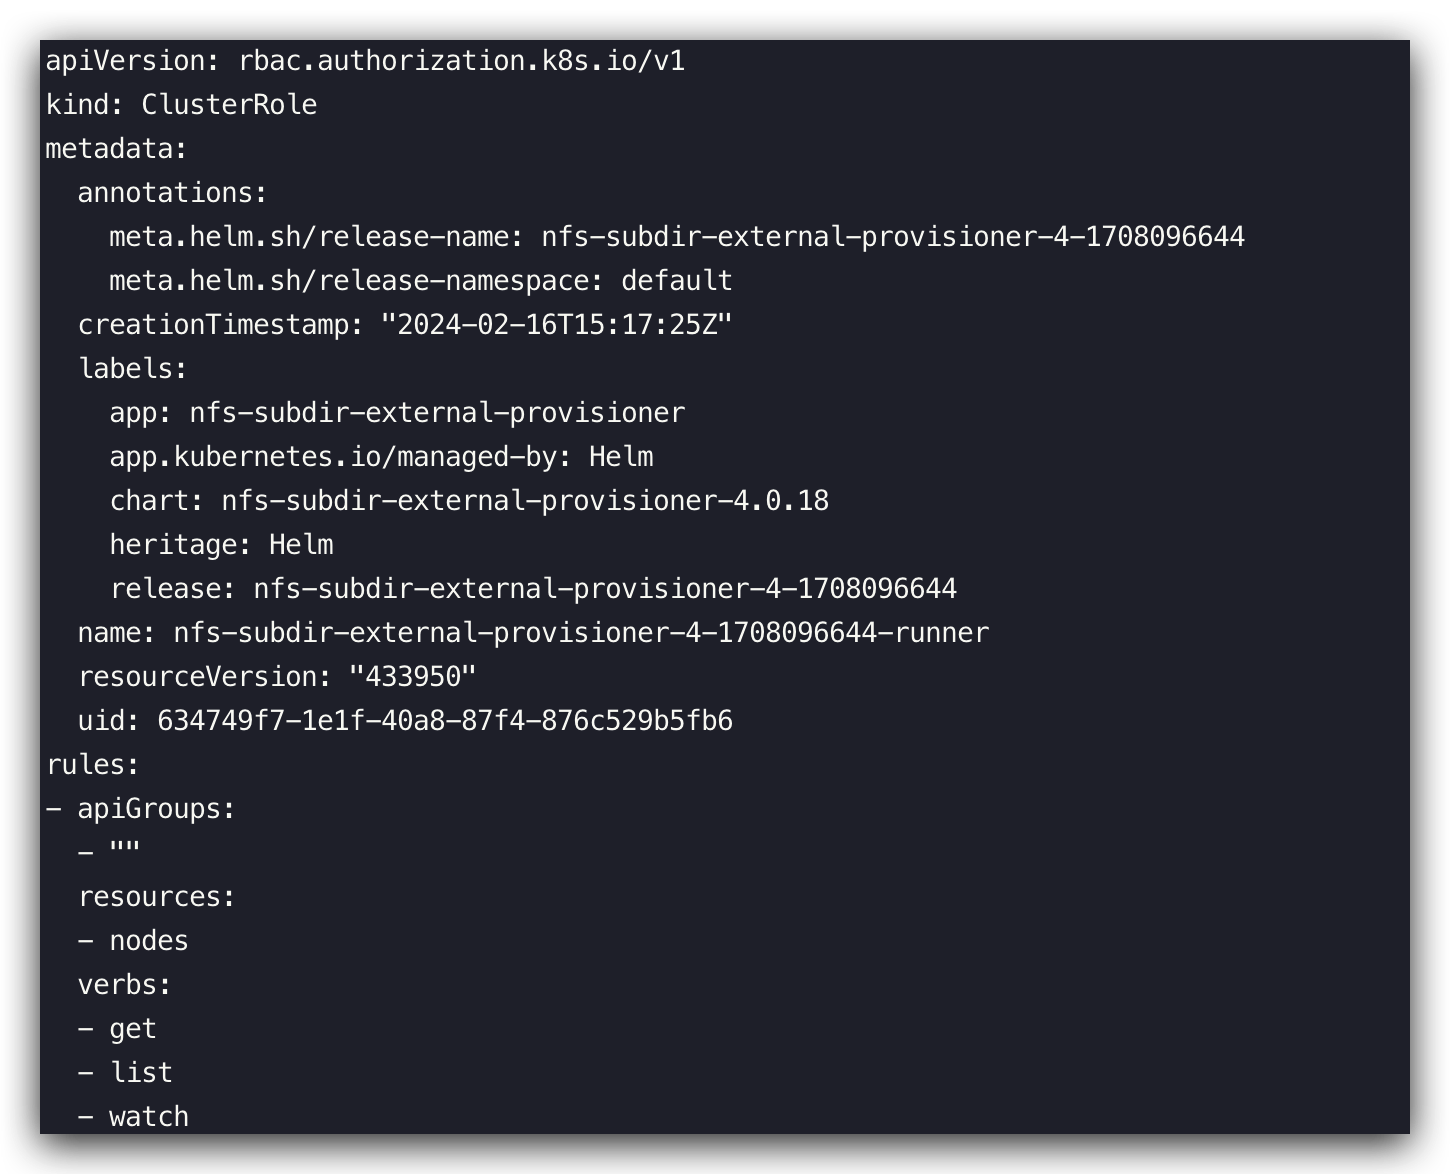 apiVersion: rbac.authorization.k8s.io/v1
kind: ClusterRole
metadata:
  annotations:
    meta.helm.sh/release-name: nfs-subdir-external-provisioner-4-1708096644
    meta.helm.sh/release-namespace: default
  creationTimestamp: "2024-02-16T15:17:25Z"
  labels:
    app: nfs-subdir-external-provisioner
    app.kubernetes.io/managed-by: Helm
    chart: nfs-subdir-external-provisioner-4.0.18
    heritage: Helm
    release: nfs-subdir-external-provisioner-4-1708096644
  name: nfs-subdir-external-provisioner-4-1708096644-runner
  resourceVersion: "433950"
  uid: 634749f7-1e1f-40a8-87f4-876c529b5fb6
rules:
- apiGroups:
  - ""
  resources:
  - nodes
  verbs:
  - get
  - list
  - watch